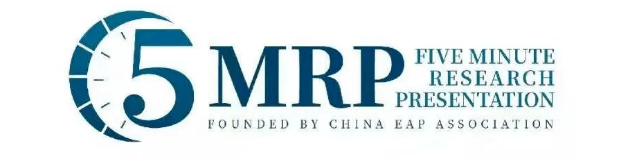 5 MRP FIVE MINUTE
RESEARCH
PRESENTATION
FOUNDED BY CHINA EAP ASSOCIATION